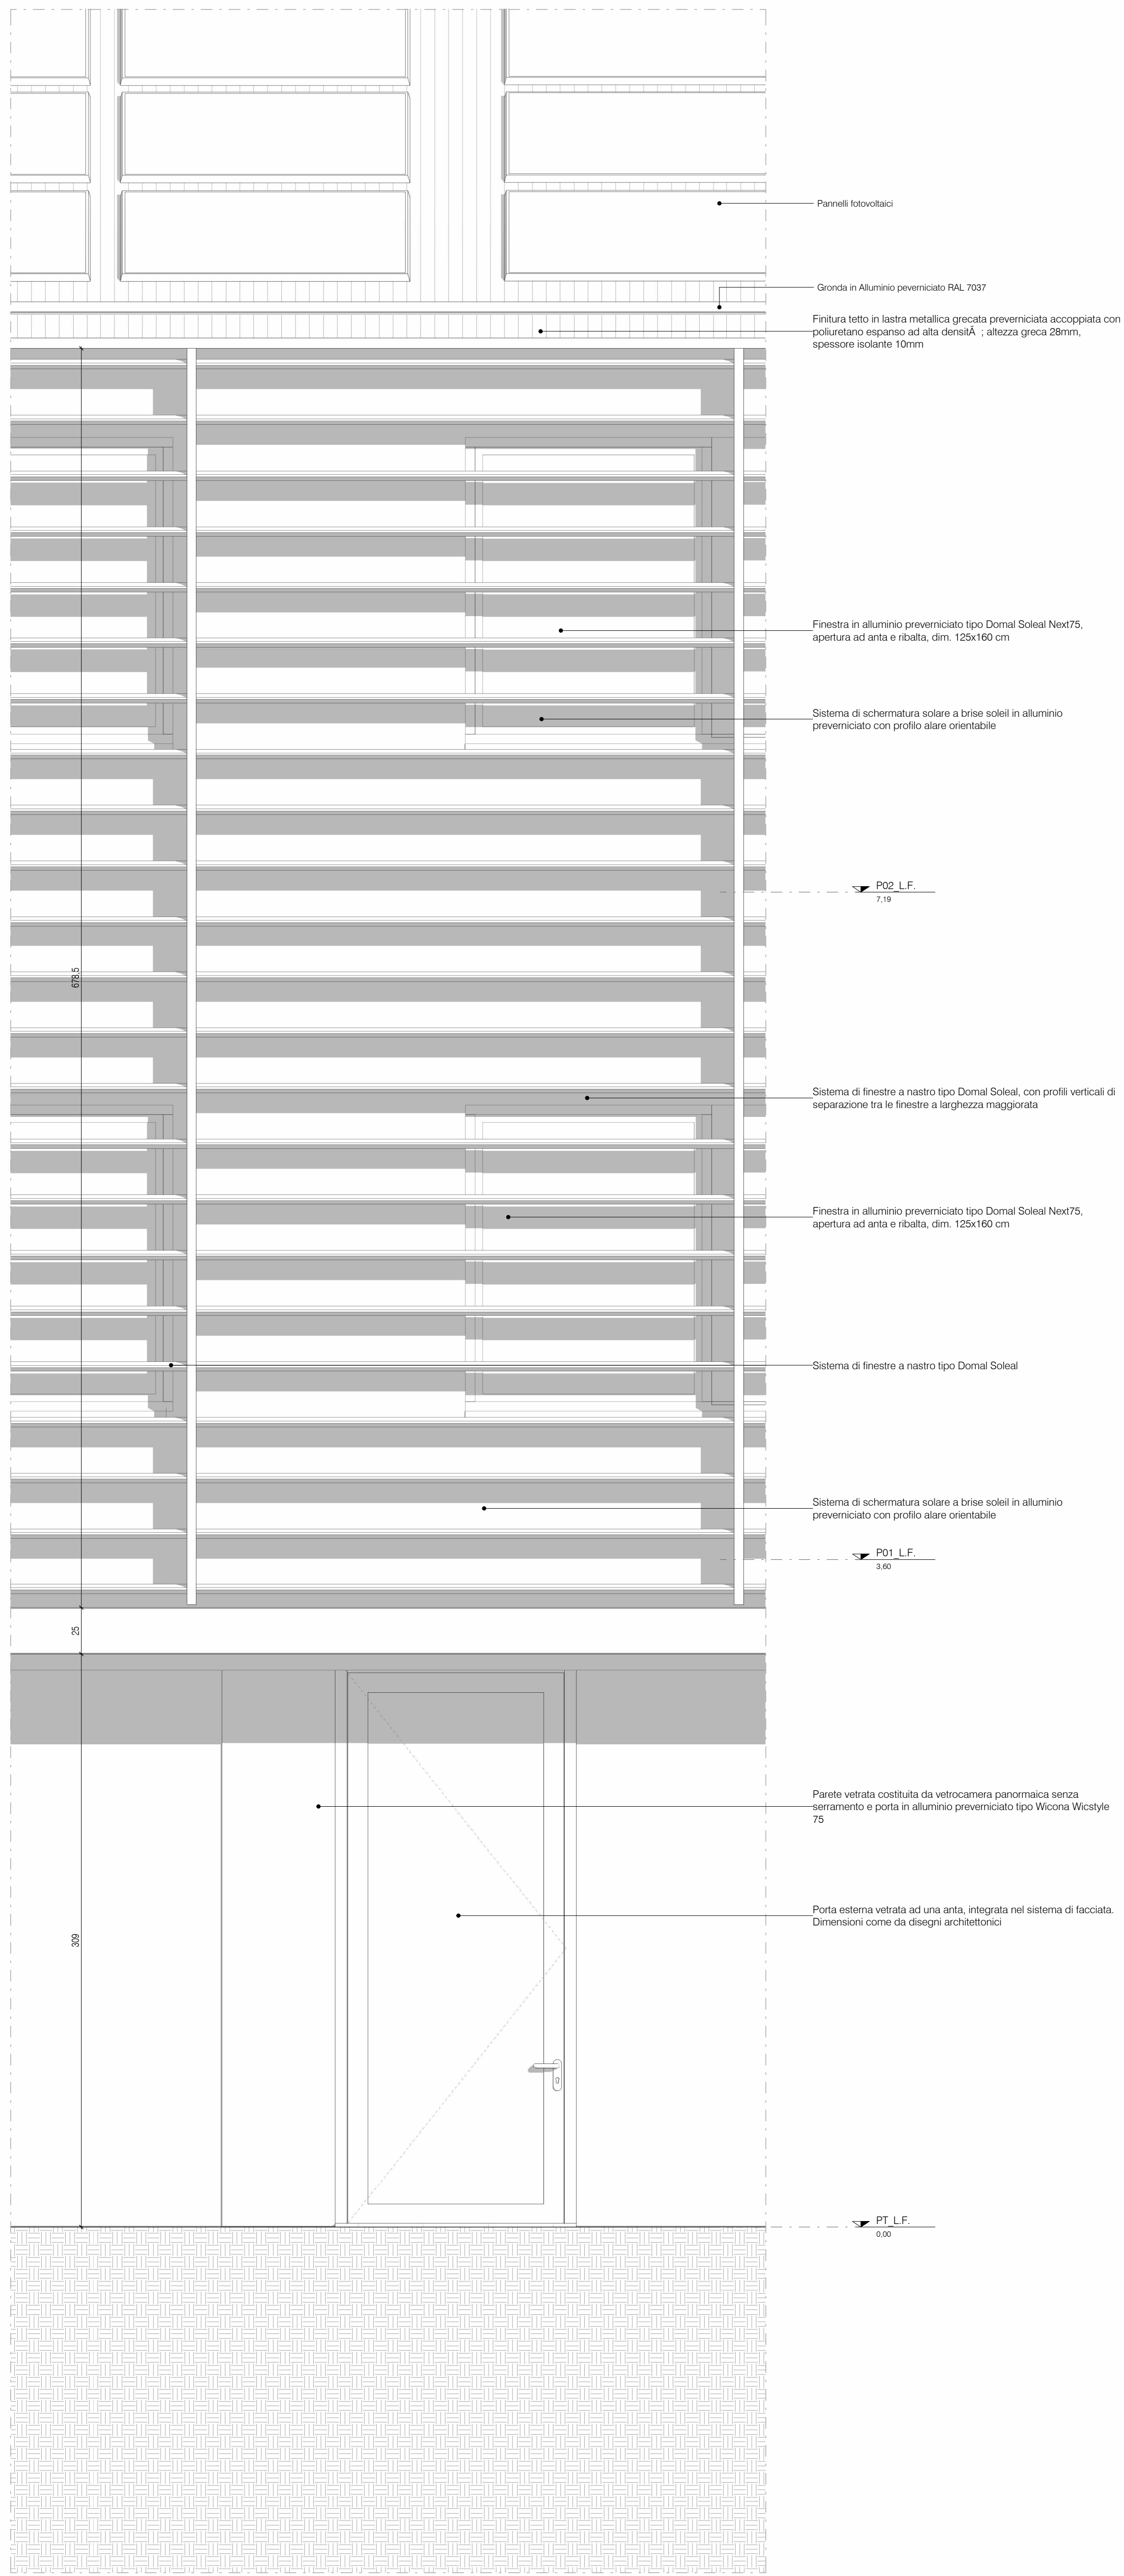 Pannelli fotovoltaici
Gronda in Alluminio peverniciato RAL 7037
Finitura tetto in lastra metallica grecata preverniciata accoppiata con
poliuretano espanso ad alta densitÃ ; altezza greca 28mm,
spessore isolante 10mm
Finestra in alluminio preverniciato tipo Domal Soleal Next75,
apertura ad anta e ribalta, dim. 125x160 cm
Sistema di schermatura solare a brise soleil in alluminio
preverniciato con profilo alare orientabile
P02_L.F.
7,19
678,5
Sistema di finestre a nastro tipo Domal Soleal, con profili verticali di
separazione tra le finestre a larghezza maggiorata
Finestra in alluminio preverniciato tipo Domal Soleal Next75,
apertura ad anta e ribalta, dim. 125x160 cm
Sistema di finestre a nastro tipo Domal Soleal
Sistema di schermatura solare a brise soleil in alluminio
preverniciato con profilo alare orientabile
P01_L.F.
3,60
25
Parete vetrata costituita da vetrocamera panormaica senza
serramento e porta in alluminio preverniciato tipo Wicona Wicstyle
75
Porta esterna vetrata ad una anta, integrata nel sistema di facciata.
Dimensioni come da disegni architettonici
309
PT_L.F.
0,00